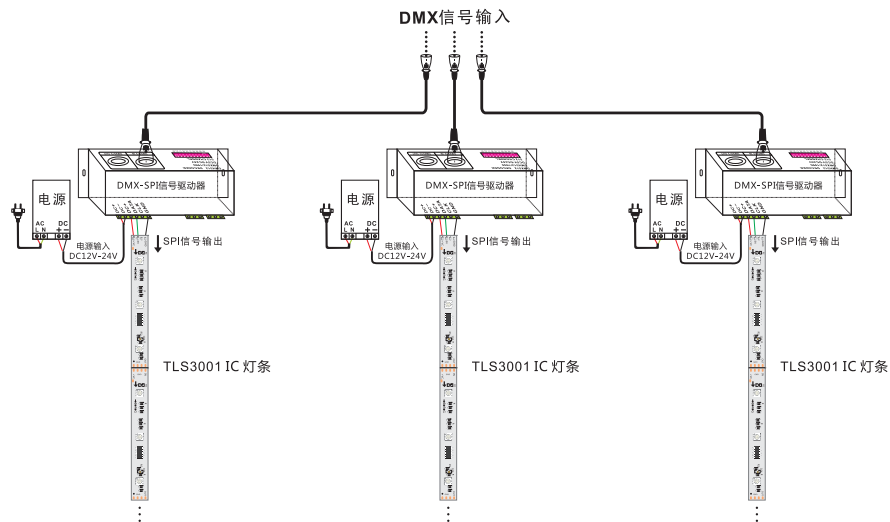 DMX信号输入
DMX-SPI信号驱动器
DMX-SPI信号驱动器
DMX-SPI信号驱动器
电源
电源
电源
AC
DC
AC
DC
AC
DC
L N
L N
L N
电源输入
DC12V-24V
SPI信号输出
电源输入
DC12V-24V
SPI信号输出
电源输入
DC12V-24V
SPI信号输出
TLS3001 IC 灯条
TLS3001 IC 灯条
TLS3001 IC 灯条